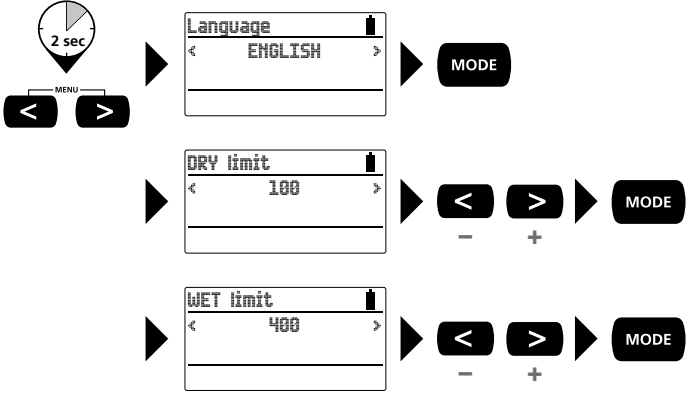 2 sec
MENU
< >
Language
< ENGLISH >
MODE
DRY limit
< 100 >
< >
- +
MODE
WET limit
< 400 >
< >
- +
MODE